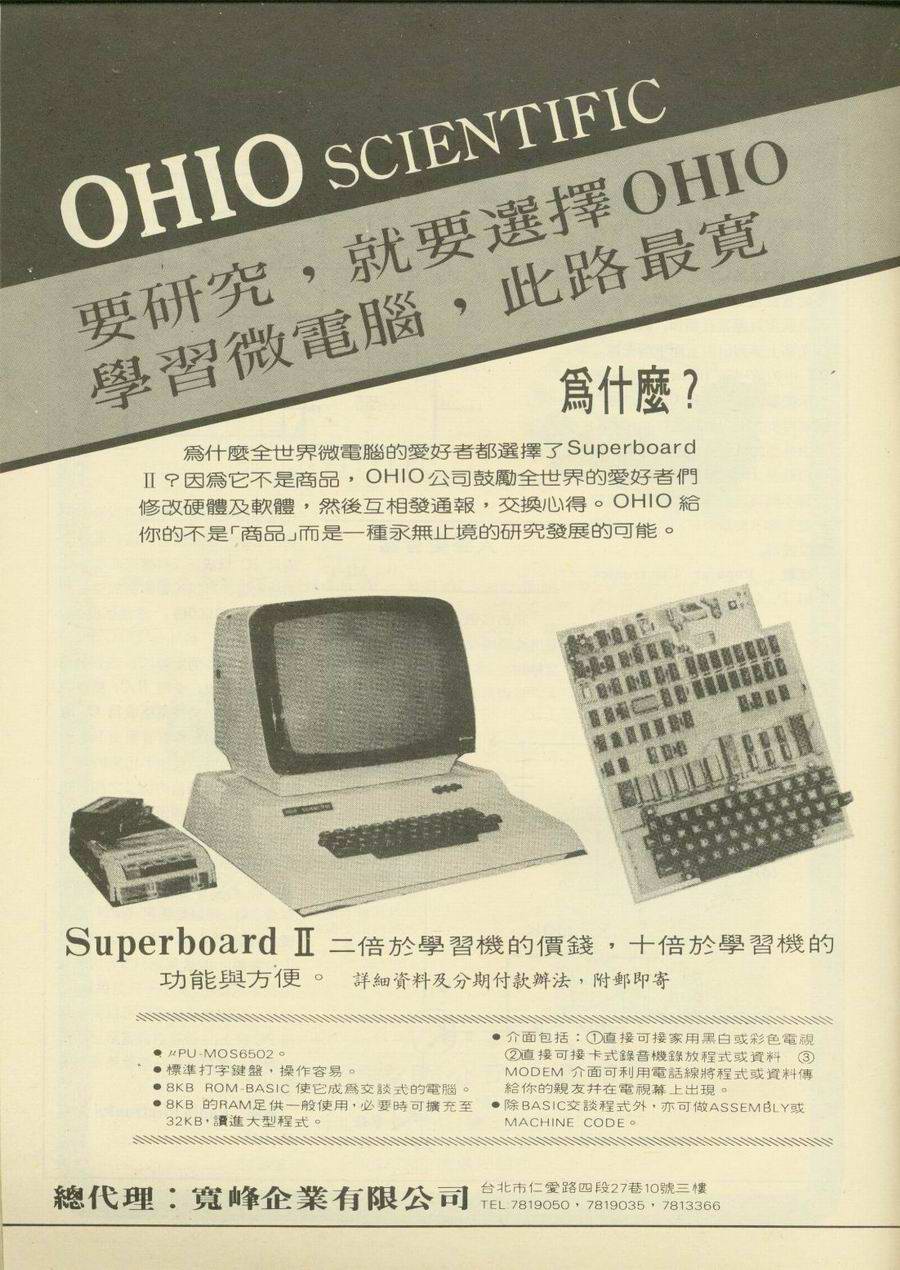 OHIO SCIENTIFIC
要研究,就要選擇OHIO
學習微電腦,此路最寬
爲什麼?
爲什麼全世界微電腦的愛好者都選擇了Superboard
II?因爲它不是商品,OHIO公司鼓勵全世界的愛好者們
修改硬體及軟體,然後互相發通報,交換心得。OHIO給
你的不是「商品」而是一種永無止境的研究發展的可能。
Superboard II 二倍於學習機的價錢,十倍於學習機的
功能與方便。 詳細資料及分期付款辦法,附郵即寄
●μPU-MOS6502。
●標準打字鍵盤,操作容易。
●8KB ROM-BASIC 使它成爲交談式的電腦。
●8KB 的RAM足供一般使用,必要時可擴充至
32KB,讀進大型程式。
●介面包括:①直接可接家用黑白或彩色電視
②直接可接卡式錄音機錄放程式或資料 ③
MODEM 介面可利用電話線將程式或資料傳
給你的親友幷在電視幕上出現。
●除BASIC交談程式外,亦可做ASSEMBLY或
MACHINE CODE。
總代理:寬峰企業有限公司
台北市仁愛路四段27巷10號三樓
TEL:7819050,7819035,7813366